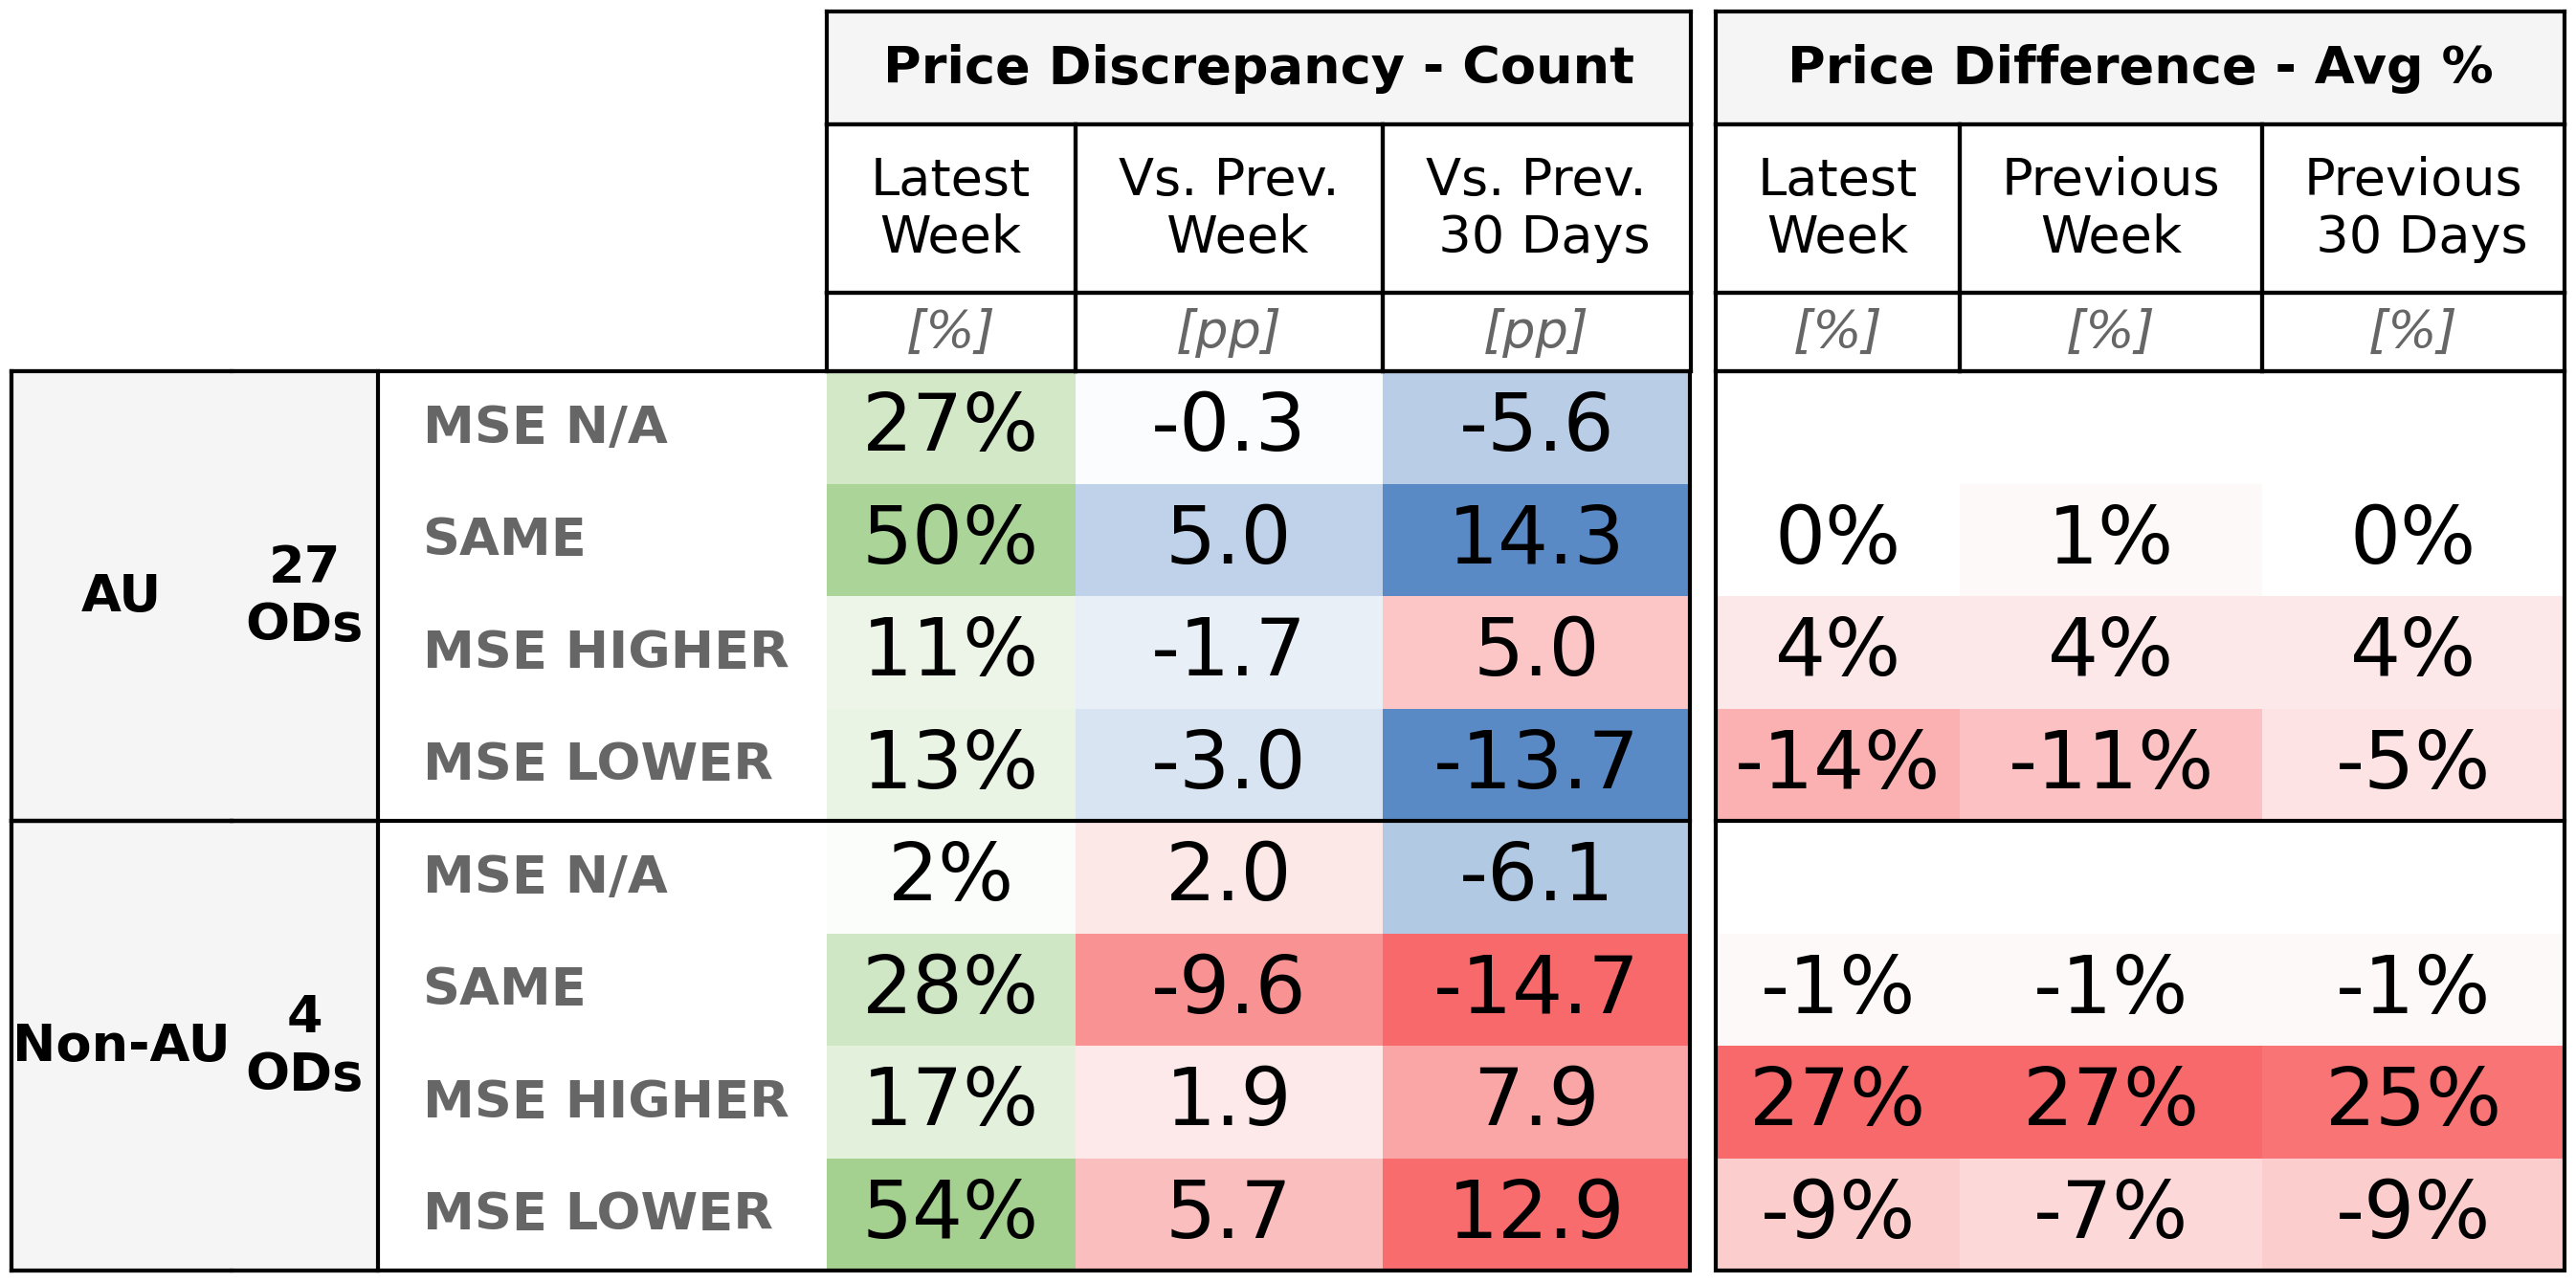 Price Discrepancy - Count Price Difference - Avg %
Latest Week Vs. Prev. Week Vs. Prev. 30 Days Latest Week Previous Week Previous 30 Days
[%] [pp] [pp] [%] [%] [%]
AU 27 ODs
MSE N/A 27% -0.3 -5.6
SAME 50% 5.0 14.3 0% 1% 0%
MSE HIGHER 11% -1.7 5.0 4% 4% 4%
MSE LOWER 13% -3.0 -13.7 -14% -11% -5%
Non-AU 4 ODs
MSE N/A 2% 2.0 -6.1
SAME 28% -9.6 -14.7 -1% -1% -1%
MSE HIGHER 17% 1.9 7.9 27% 27% 25%
MSE LOWER 54% 5.7 12.9 -9% -7% -9%